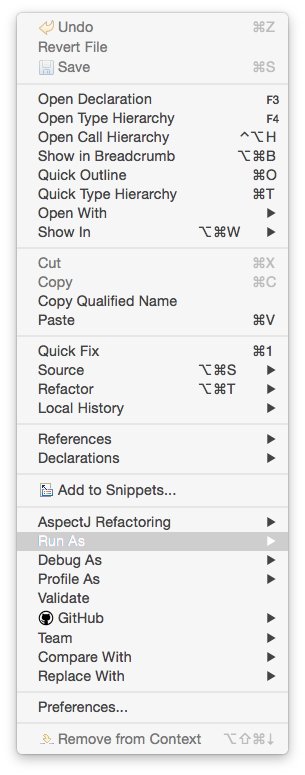 Undo ⌘Z
Revert File
Save ⌘S
Open Declaration F3
Open Type Hierarchy F4
Open Call Hierarchy ^⌥H
Show in Breadcrumb ⌥⌘B
Quick Outline ⌘O
Quick Type Hierarchy ⌘T
Open With ▶
Show In ⌥⌘W ▶
Cut ⌘X
Copy ⌘C
Copy Qualified Name
Paste ⌘V
Quick Fix ⌘1
Source ⌥⌘S ▶
Refactor ⌥⌘T ▶
Local History ▶
References ▶
Declarations ▶
Add to Snippets...
AspectJ Refactoring ▶
Run As ▶
Debug As ▶
Profile As ▶
Validate
GitHub ▶
Team ▶
Compare With ▶
Replace With ▶
Preferences...
Remove from Context ⌥⇧⌘↓